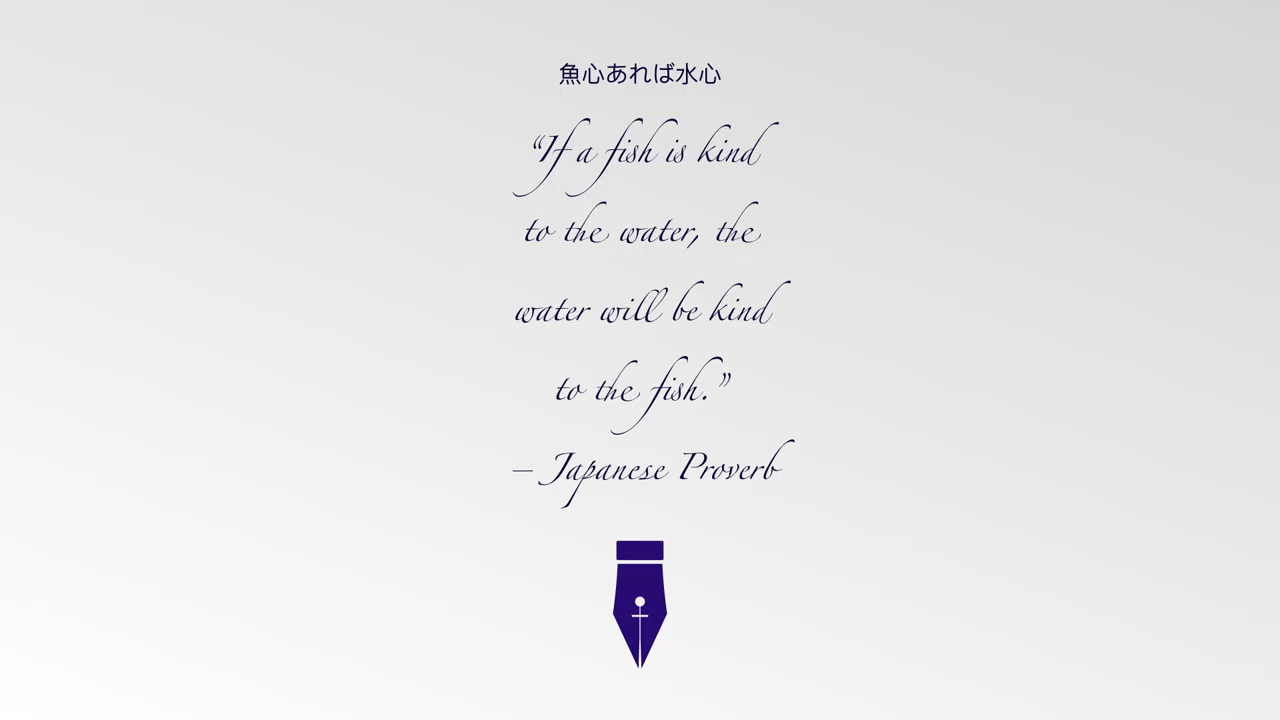 魚心あれば水心
“If a fish is kind
to the water, the
water will be kind
to the fish.”
– Japanese Proverb